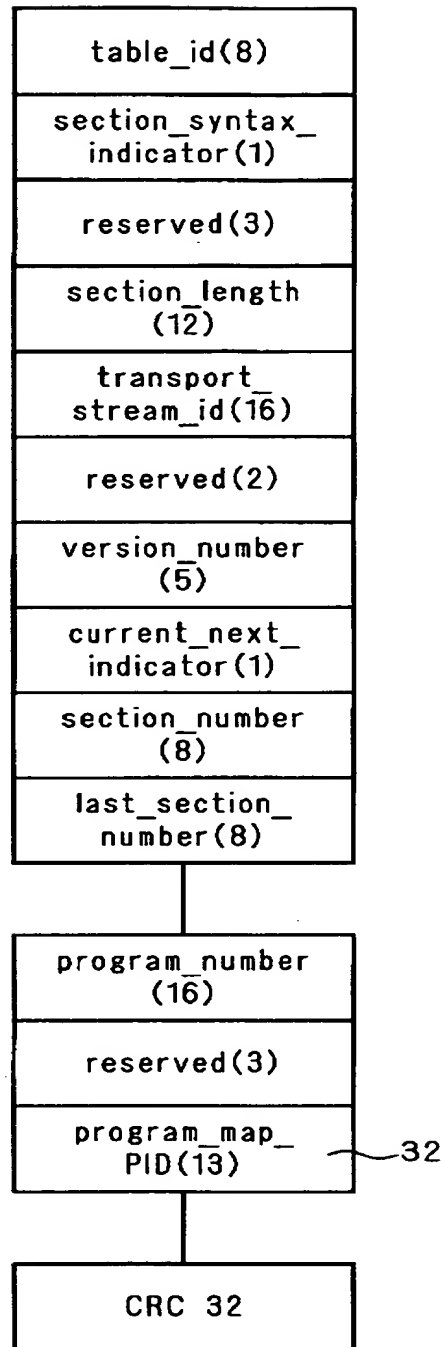 table_id(8)
section_syntax_
indicator(1)
reserved(3)
section_length
(12)
transport_
stream_id(16)
reserved(2)
version_number
(5)
current_next_
indicator(1)
section_number
(8)
last_section_
number(8)
program_number
(16)
reserved(3)
program_map_
PID(13)
32
CRC 32